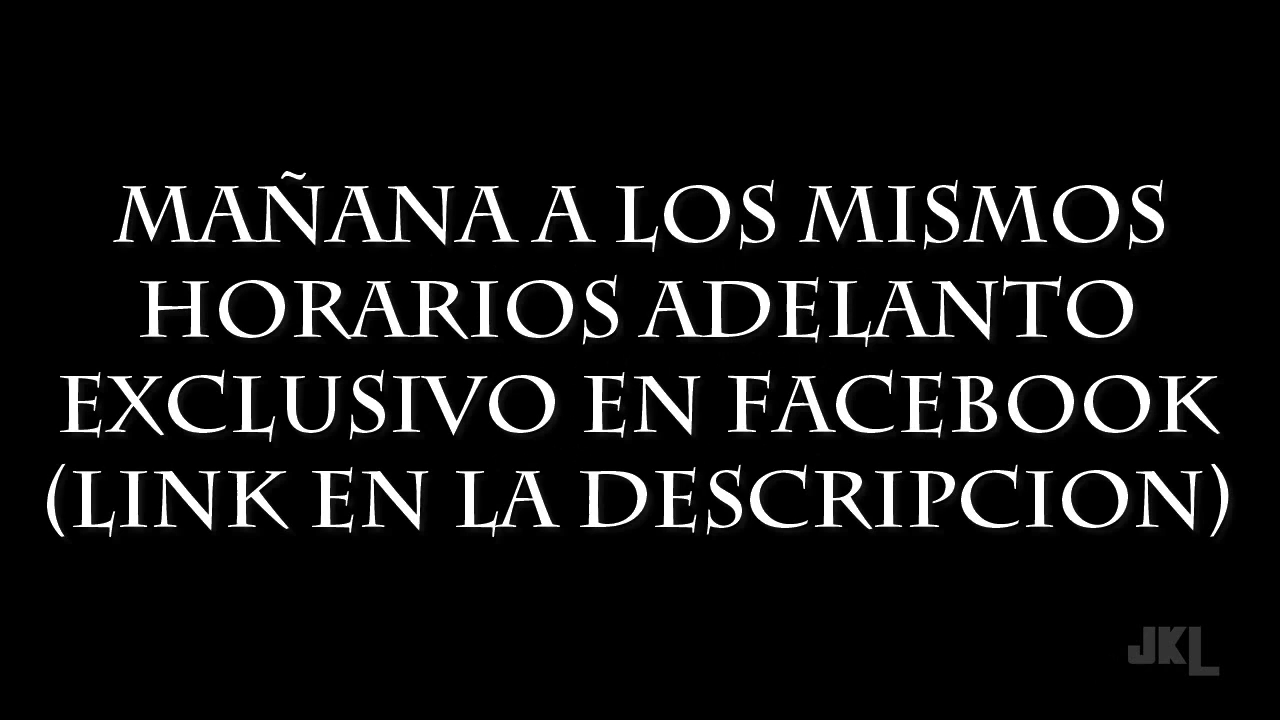 MAÑANA A LOS MISMOS
HORARIOS ADELANTO
EXCLUSIVO EN FACEBOOK
(LINK EN LA DESCRIPCION)
JKL